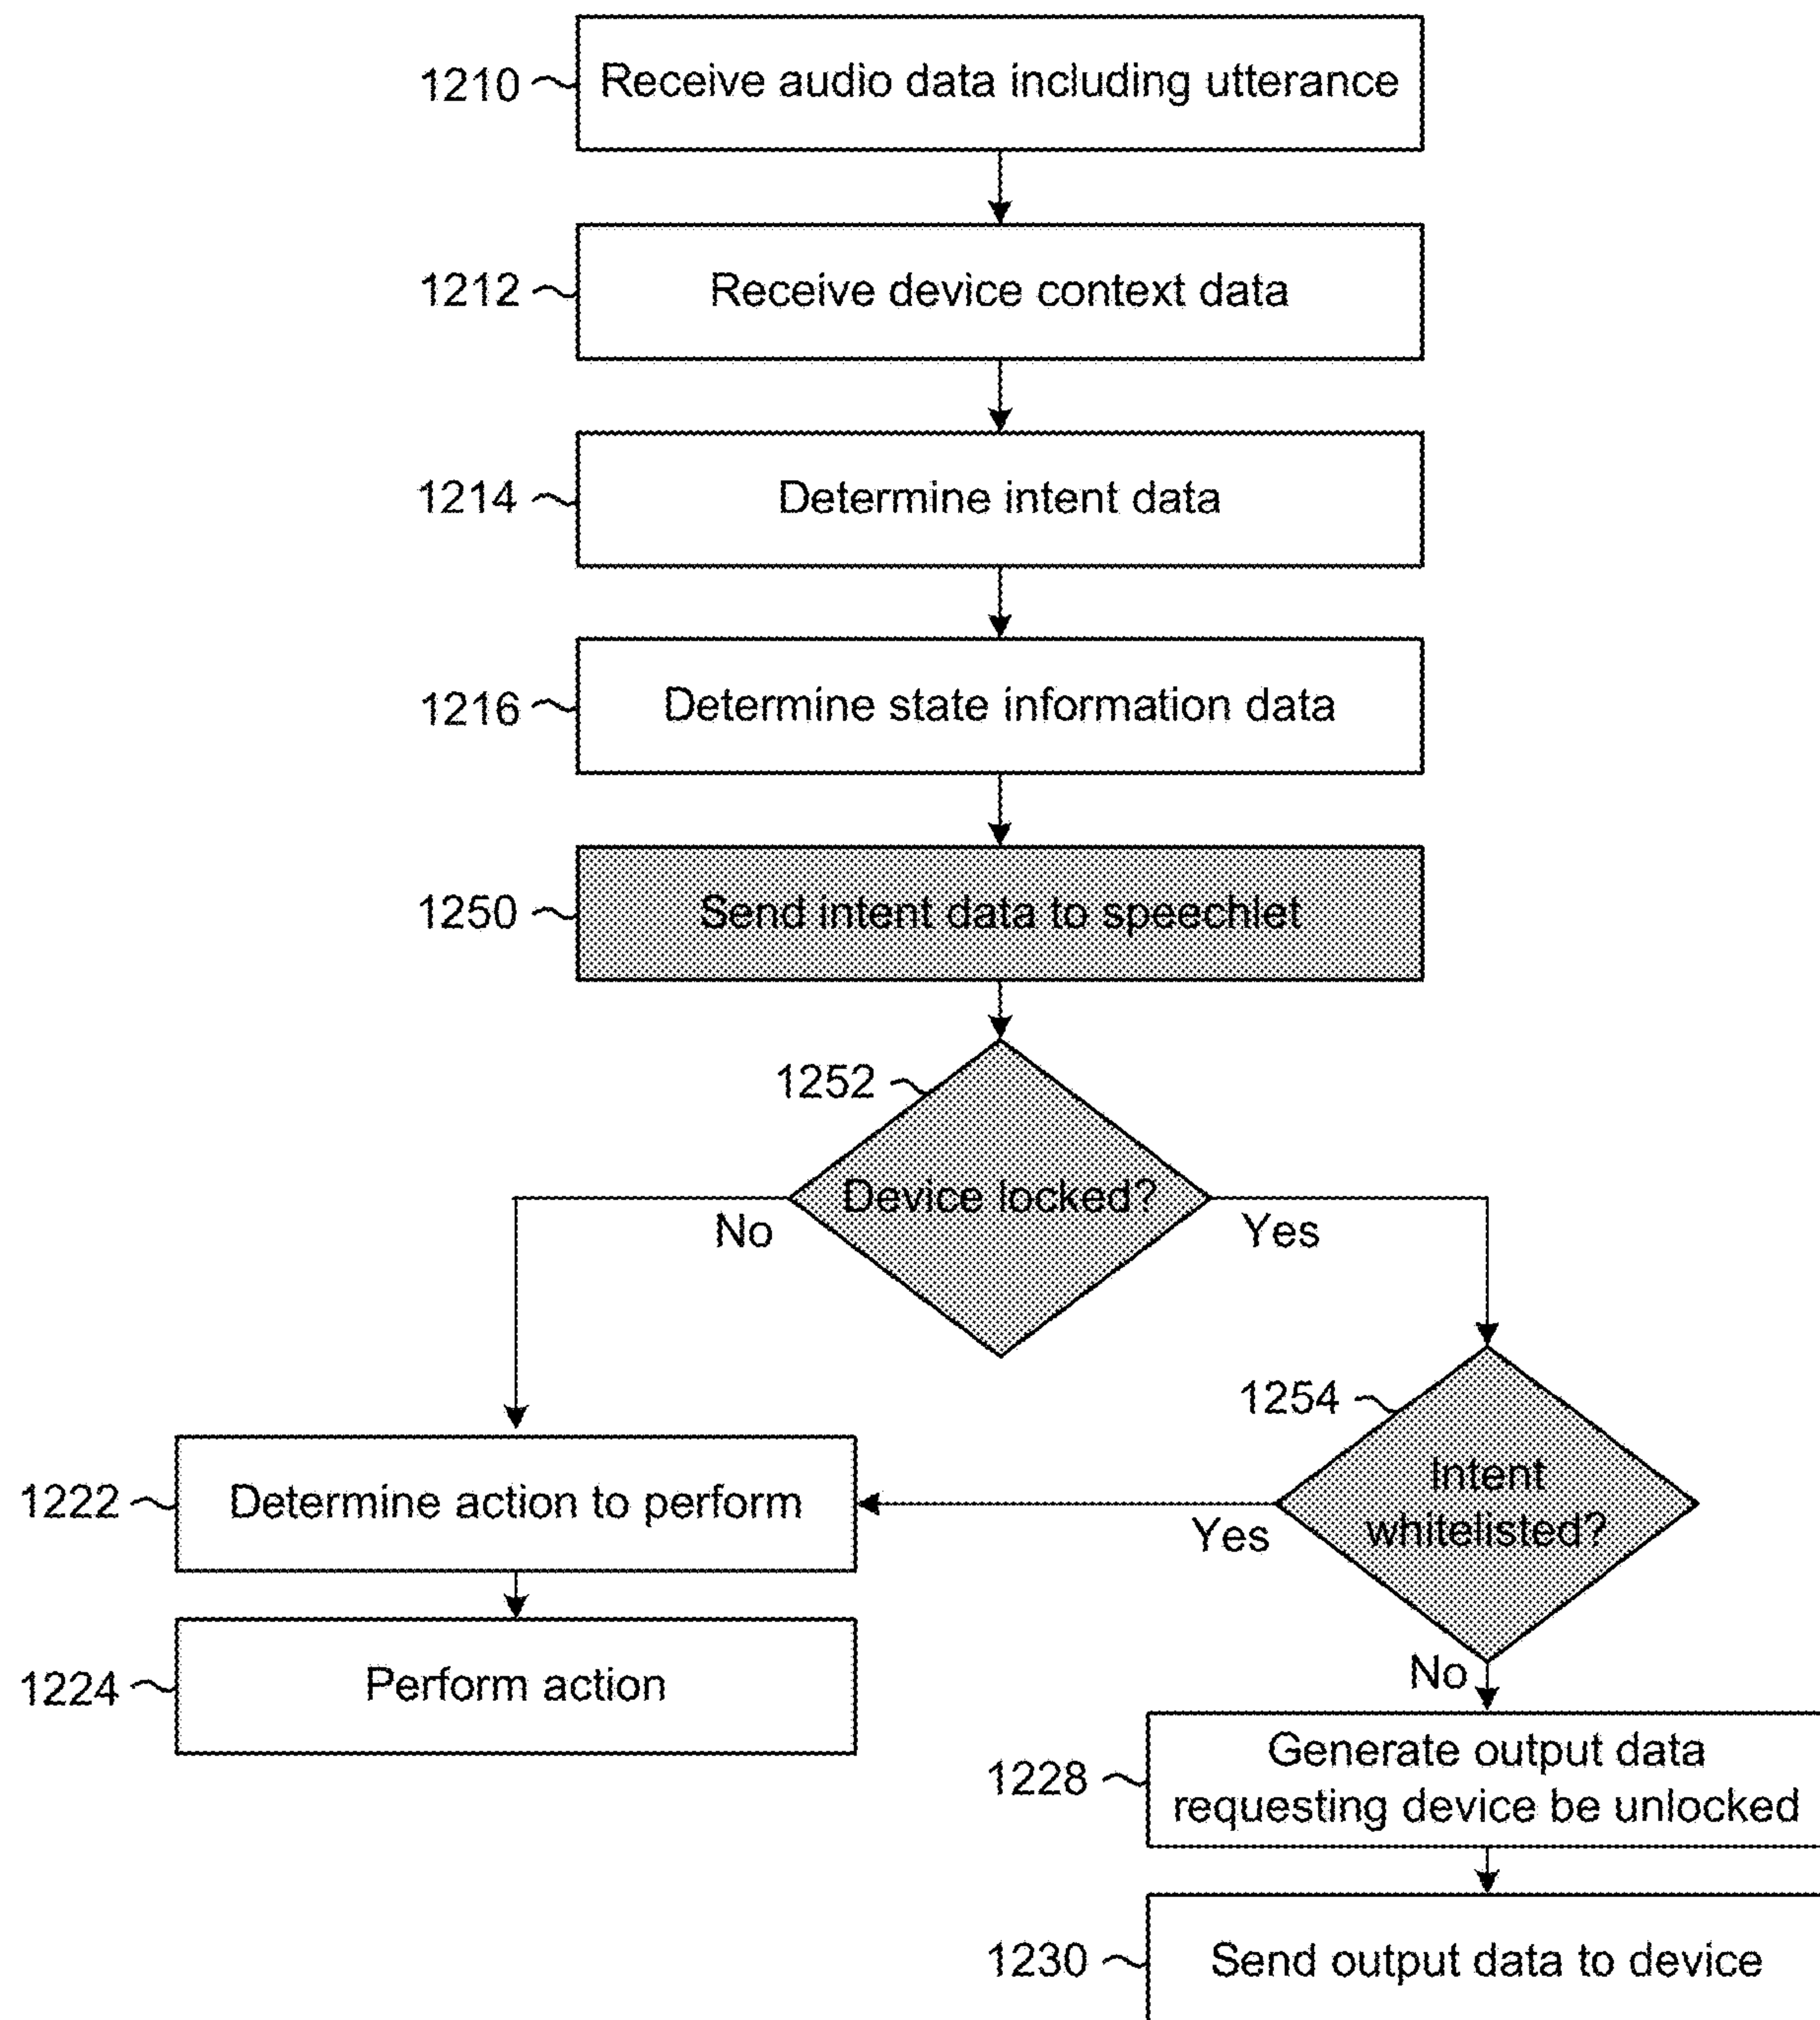 1210 Receive audio data including utterance
1212 Receive device context data
1214 Determine intent data
1216 Determine state information data
1250 Send intent data to speechlet
1252
Device locked?
No
Yes
1254
Intent
whitelisted?
Yes
1222 Determine action to perform
1224 Perform action
No
1228
Generate output data
requesting device be unlocked
1230 Send output data to device